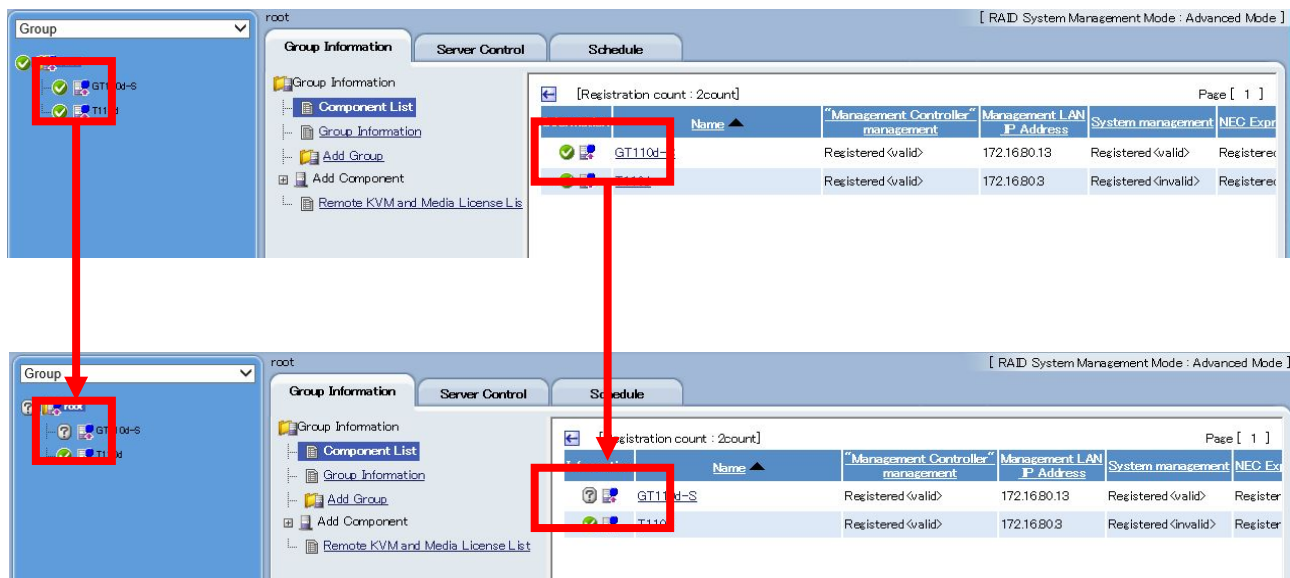 Group
GT110d-S
root
[ RAID System Management Mode : Advanced Mode ]
Group Information
Server Control
Schedule
Group Information
Component List
Group Information
Add Group
Add Component
Remote KVM and Media License Lis
[Registration count : 2count]
Page [ 1 ]
Name
"Management Controller" management
Management LAN IP Address
System management
NEC Expr
GT110d-S
Registered <valid>
172.16.80.13
Registered <valid>
Registered
Registered <valid>
172.16.80.3
Registered <invalid>
Registered
Group
root
GT110d-S
root
[ RAID System Management Mode : Advanced Mode ]
Group Information
Server Control
Schedule
Group Information
Component List
Group Information
Add Group
Add Component
Remote KVM and Media License List
[Registration count : 2count]
Page [ 1 ]
Name
"Management Controller" management
Management LAN IP Address
System management
NEC Ex
GT110d-S
Registered <valid>
172.16.80.13
Registered <valid>
Register
Registered <valid>
172.16.80.3
Registered <invalid>
Register